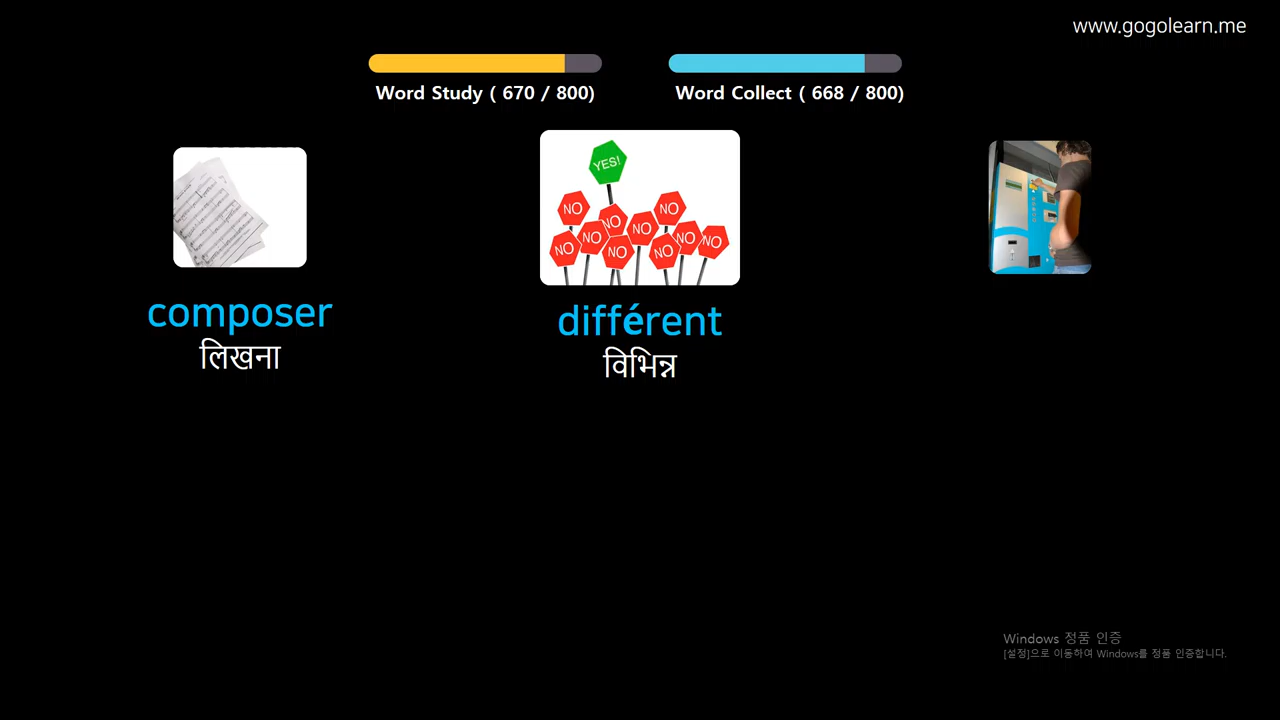 www.gogolearn.me
Word Study ( 670 / 800)
Word Collect ( 668 / 800)
YES!
NO
NO
NO
NO
NO
NO
NO
NO
NO
NO
composer
différent
लिखना
विभिन्न
Windows 정품 인증
[설정]으로 이동하여 Windows를 정품 인증합니다.